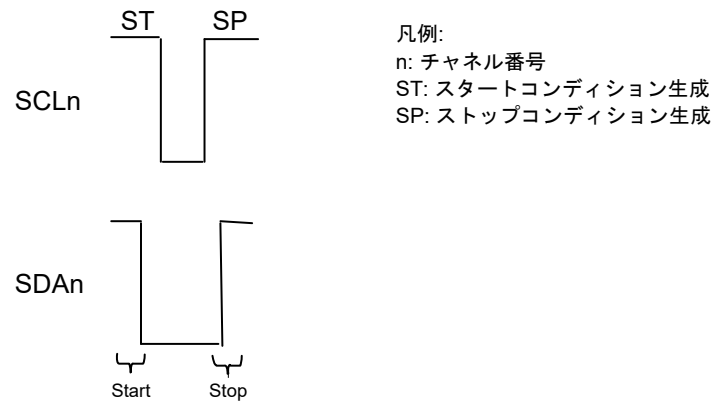 ST SP
SCLn
SDAn
Start Stop
凡例:
n: チャネル番号
ST: スタートコンディション生成
SP: ストップコンディション生成